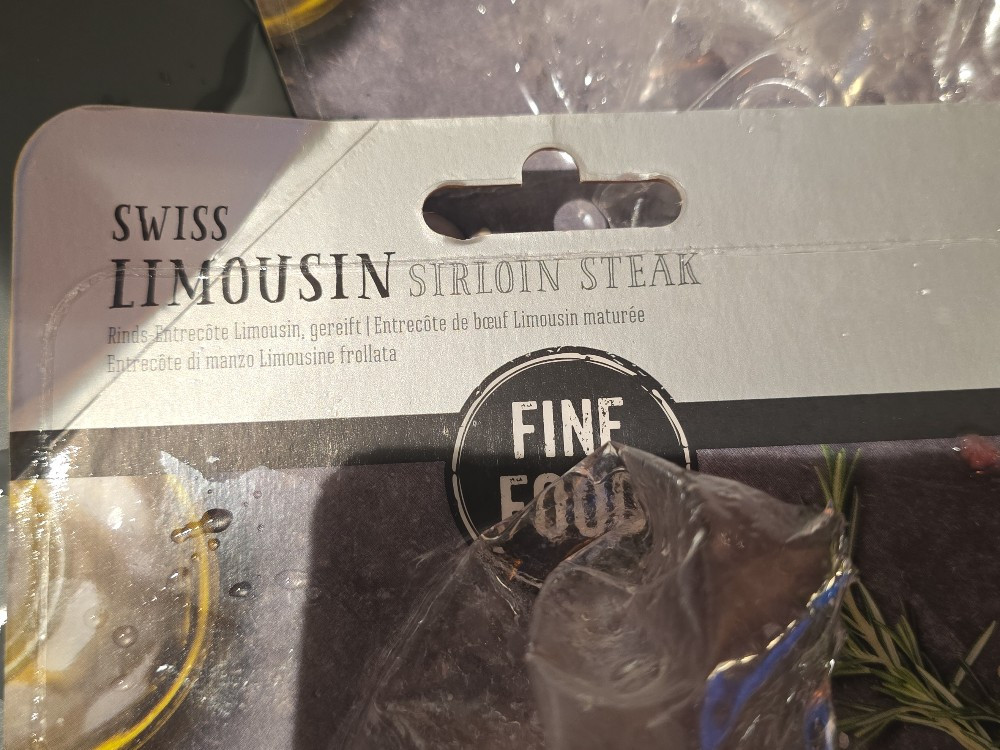 SWISS
LIMOUSIN SIRLOIN STEAK
Rinds-Entrecôte Limousin, gereift | Entrecôte de bœuf Limousin maturée
Entrecôte di manzo Limousine frollata
FINE
FOOD